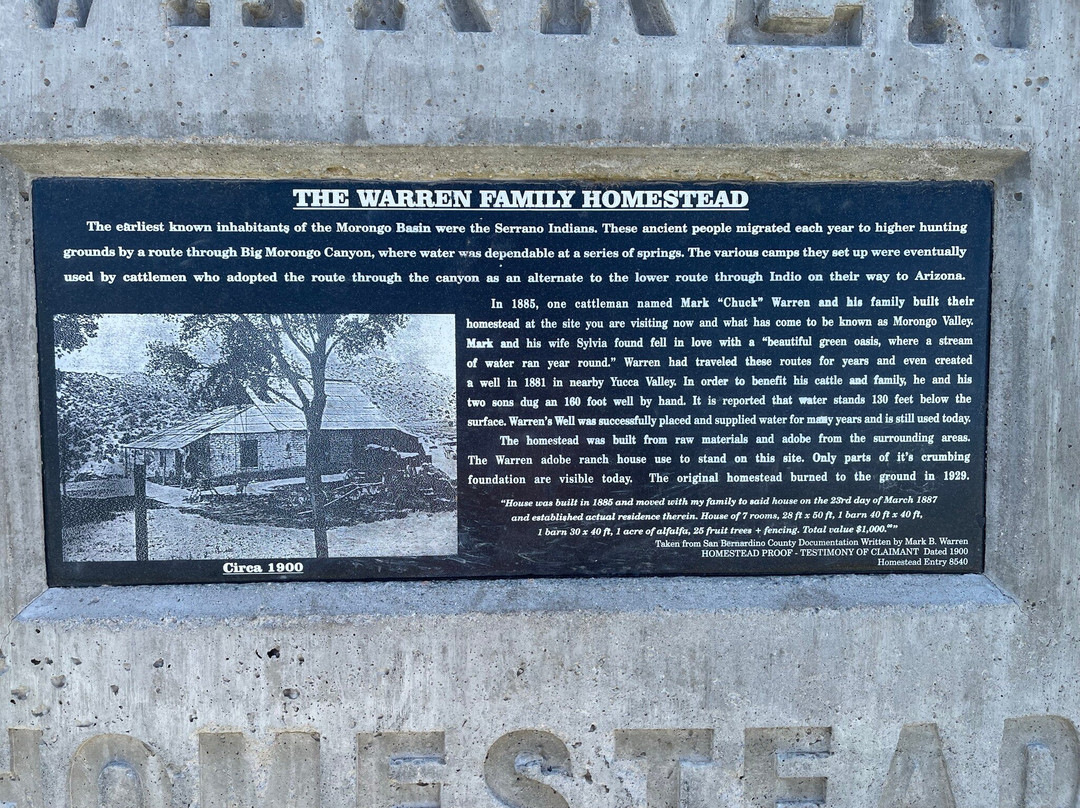 WARREN
THE WARREN FAMILY HOMESTEAD
The earliest known inhabitants of the Morongo Basin were the Serrano Indians. These ancient people migrated each year to higher hunting
grounds by a route through Big Morongo Canyon, where water was dependable at a series of springs. The various camps they set up were eventually
used by cattlemen who adopted the route through the canyon as an alternate to the lower route through Indio on their way to Arizona.
In 1885, one cattleman named Mark “Chuck” Warren and his family built their
homestead at the site you are visiting now and what has come to be known as Morongo Valley.
Mark and his wife Sylvia found fell in love with a “beautiful green oasis, where a stream
of water ran year round.” Warren had traveled these routes for years and even created
a well in 1881 in nearby Yucca Valley. In order to benefit his cattle and family, he and his
two sons dug an 160 foot well by hand. It is reported that water stands 130 feet below the
surface. Warren's Well was successfully placed and supplied water for many years and is still used today.
The homestead was built from raw materials and adobe from the surrounding areas.
The Warren adobe ranch house use to stand on this site. Only parts of it's crumbing
foundation are visible today. The original homestead burned to the ground in 1929.
“House was built in 1885 and moved with my family to said house on the 23rd day of March 1887
and established actual residence therein. House of 7 rooms, 28 ft x 50 ft, 1 barn 40 ft x 40 ft,
1 barn 30 x 40 ft, 1 acre of alfalfa, 25 fruit trees + fencing. Total value $1,000.⁰⁰”
Taken from San Bernardino County Documentation Written by Mark B. Warren
HOMESTEAD PROOF - TESTIMONY OF CLAIMANT Dated 1900
Homestead Entry 8540
Circa 1900
HOMESTEAD